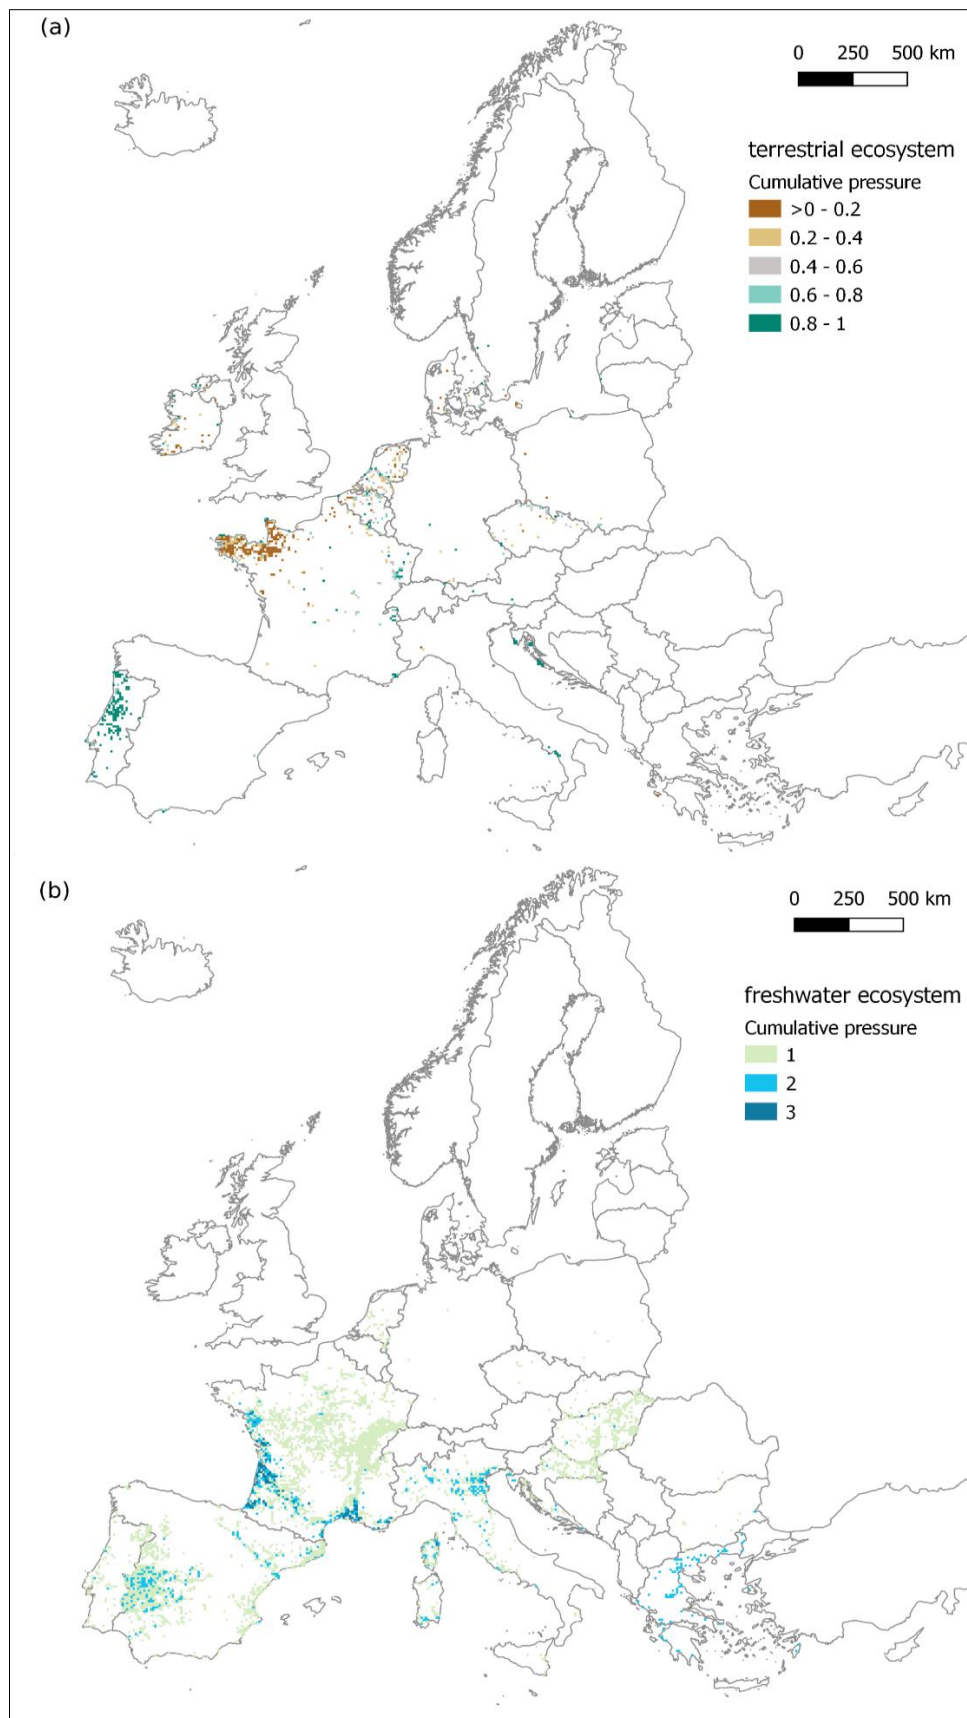 (a)
0 250 500 km
terrestrial ecosystem
Cumulative pressure
>0 - 0.2
0.2 - 0.4
0.4 - 0.6
0.6 - 0.8
0.8 - 1
(b)
0 250 500 km
freshwater ecosystem
Cumulative pressure
1
2
3